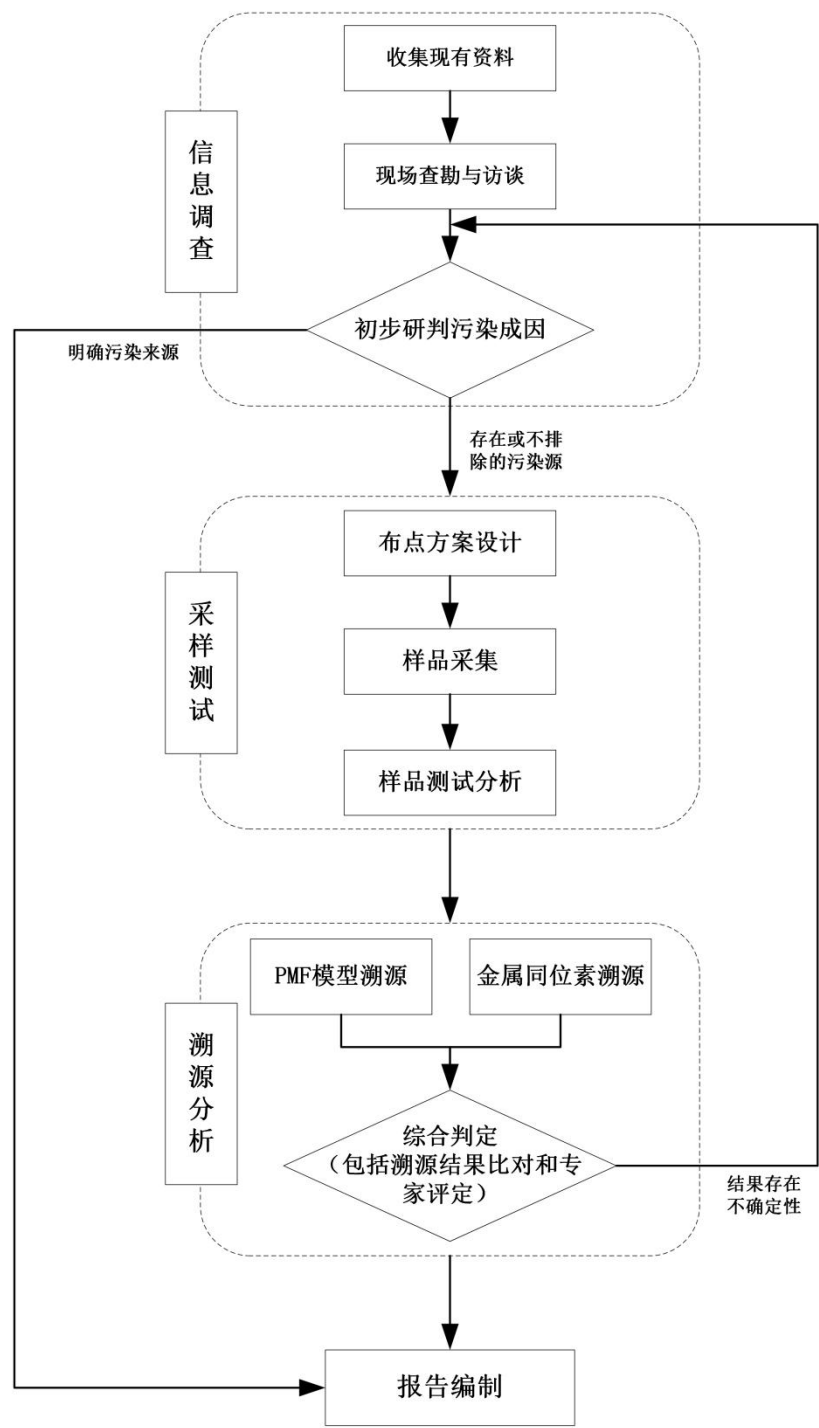 收集现有资料
信息调查
现场查勘与访谈
初步研判污染成因
明确污染来源
存在或不排
除的污染源
布点方案设计
采样测试
样品采集
样品测试分析
PMF模型溯源
金属同位素溯源
溯源分析
综合判定
（包括溯源结果比对和专
家评定）
结果存在
不确定性
报告编制